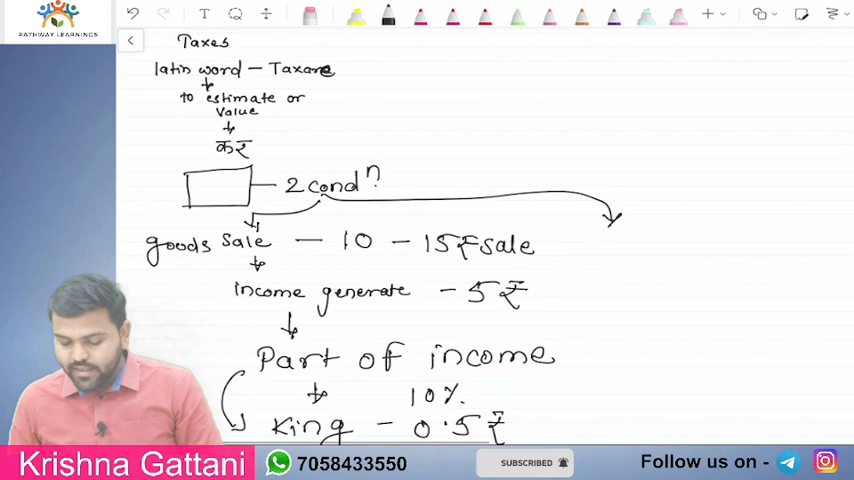 PATHWAY LEARNINGS
Taxes
latin word - Taxare
to estimate or
value
कर
2 condn
goods sale - 10 - 15₹ sale
income generate - 5₹
Part of income
10%
King - 0.5₹
Krishna Gattani
7058433550
SUBSCRIBED
Follow us on -